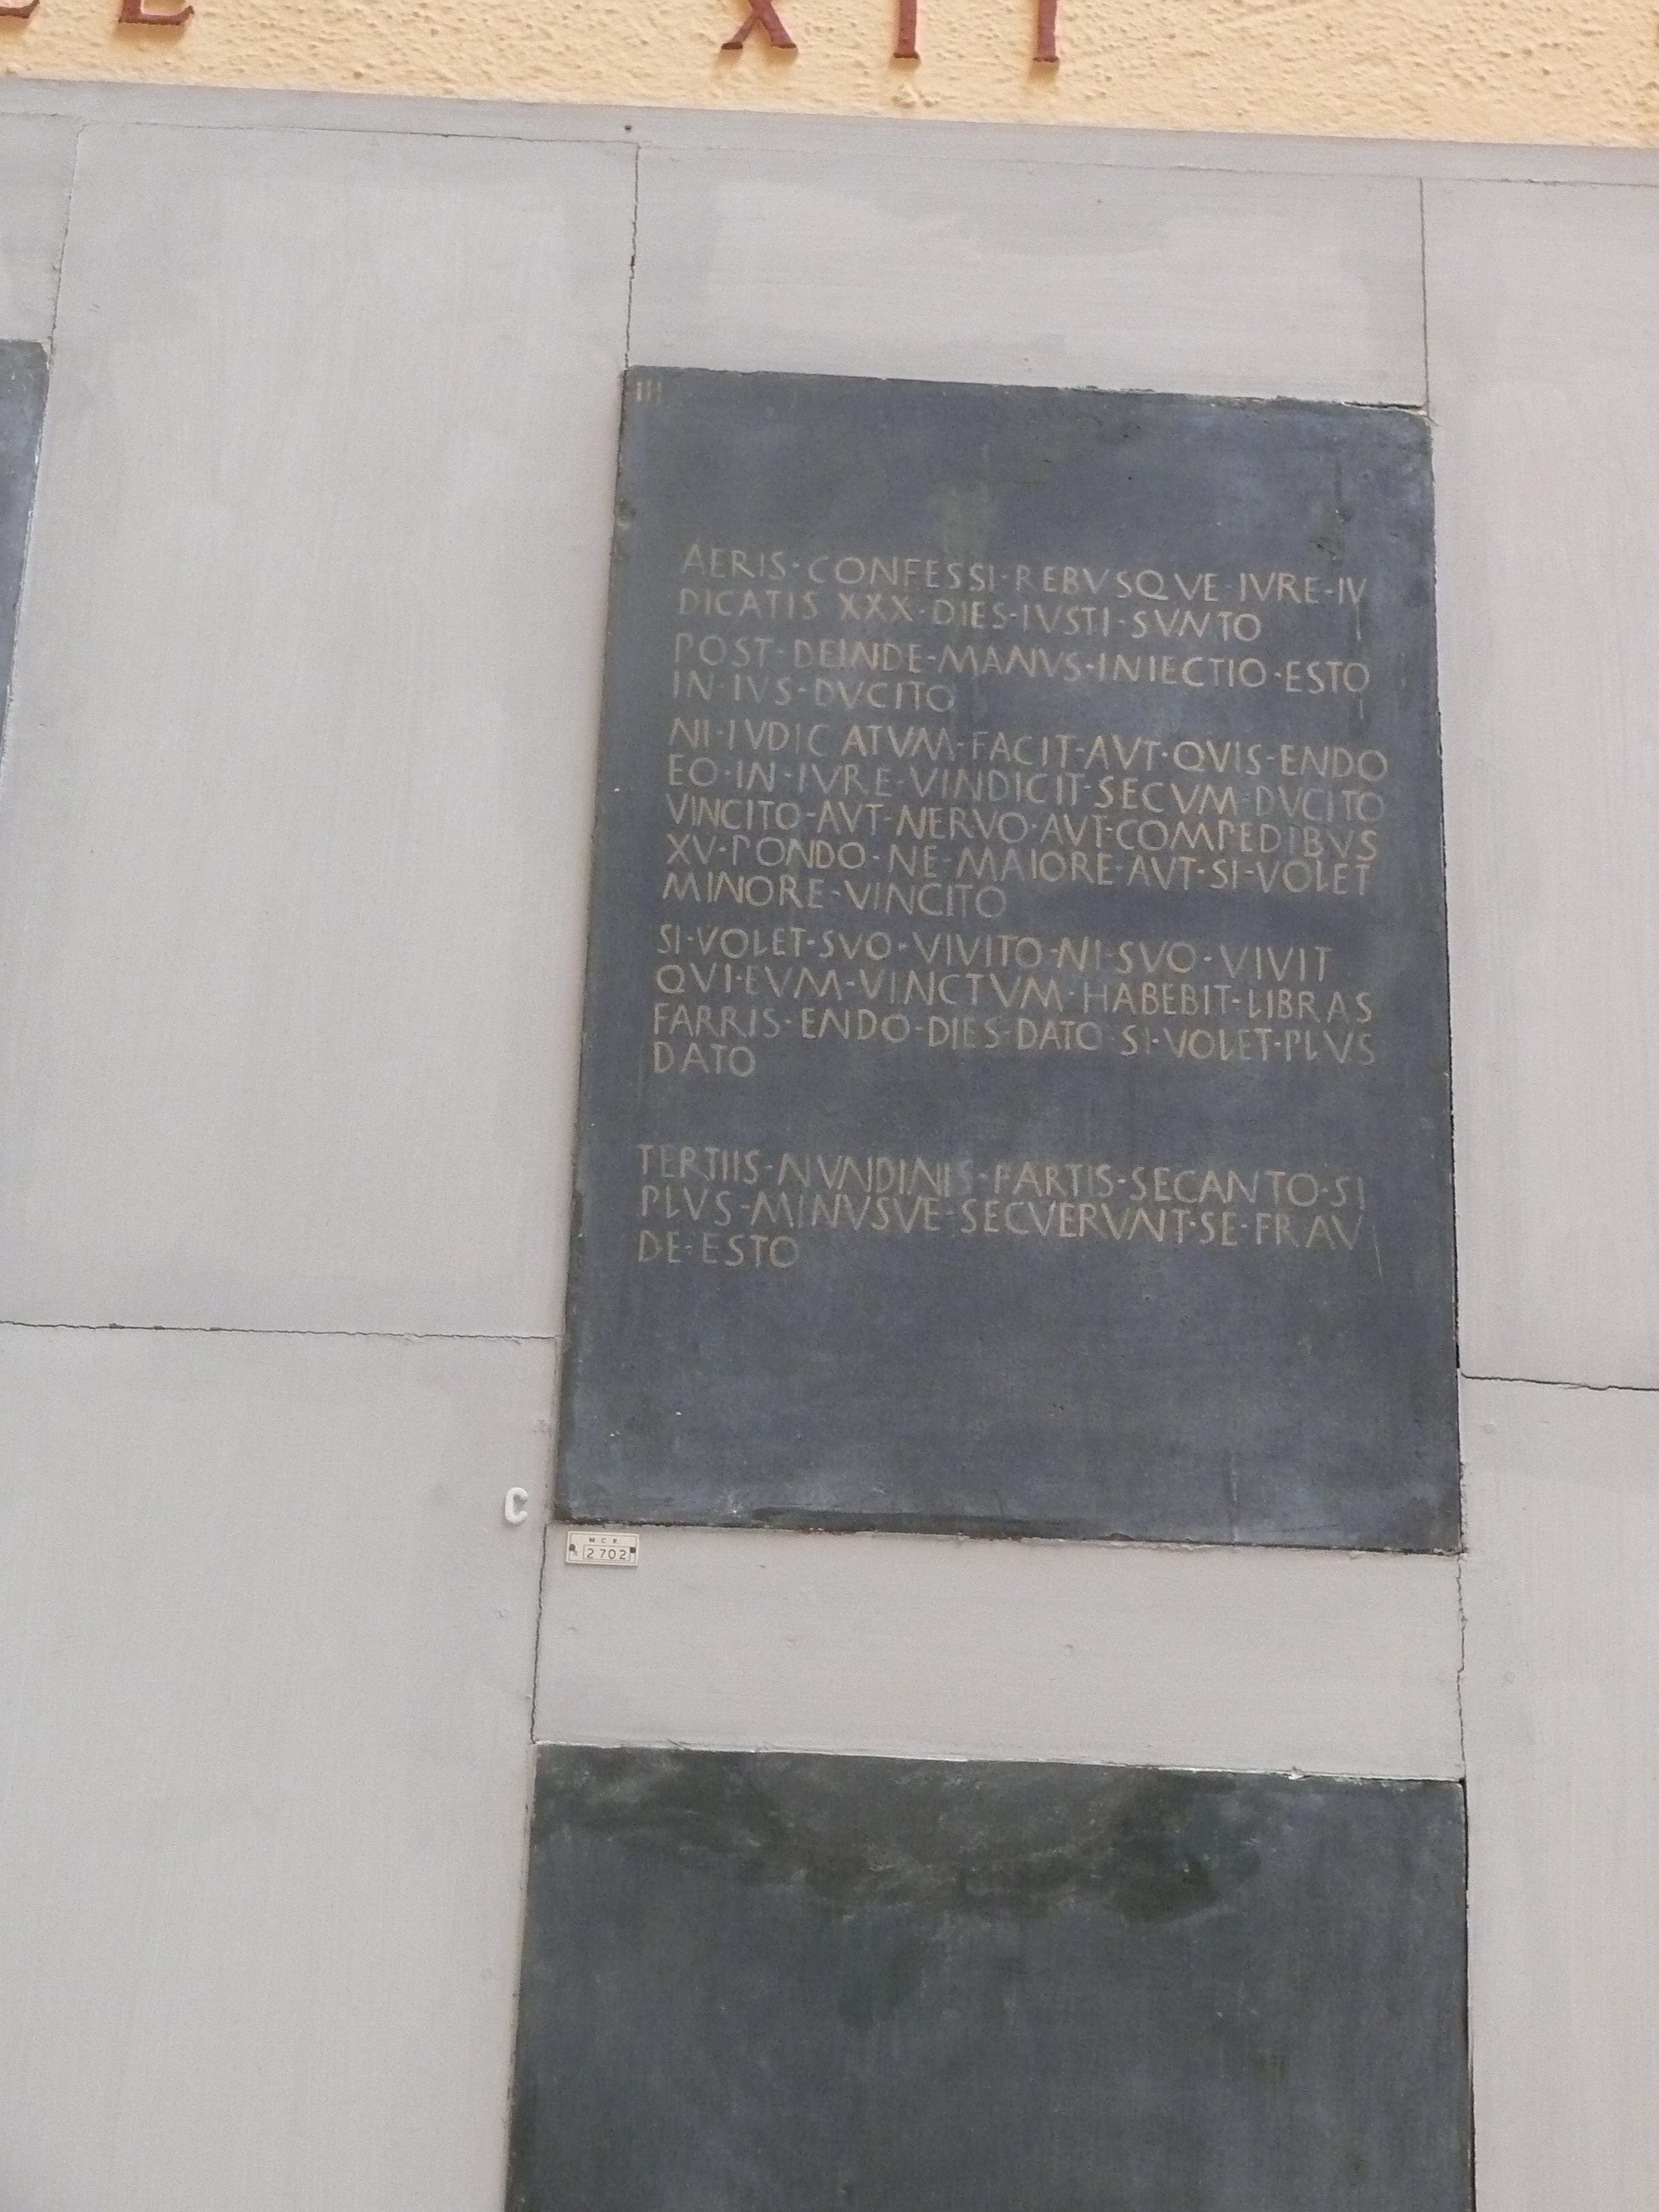 XII
III
AERIS·CONFESSI·REBVSQVE·IVRE·IV
DICATIS XXX·DIES·IVSTI·SVNTO
POST·DEINDE·MANVS·INIECTIO·ESTO
IN·IVS·DVCITO
NI·IVDICATVM·FACIT·AVT·QVIS·ENDO
EO·IN·IVRE·VINDICIT·SECVM·DVCITO
VINCITO·AVT·NERVO·AVT·COMPEDIBVS
XV·PONDO·NE·MAIORE·AVT·SI·VOLET
MINORE·VINCITO
SI·VOLET·SVO·VIVITO·NI·SVO·VIVIT
QVI·EVM·VINCTVM·HABEBIT·LIBRAS
FARRIS·ENDO·DIES·DATO·SI·VOLET·PLVS
DATO
TERTIIS·NVNDINIS·PARTIS·SECANTO·SI
PLVS·MINVSVE·SECVERVNT·SE·FRAV
DE·ESTO
C
M.C.R.
2702